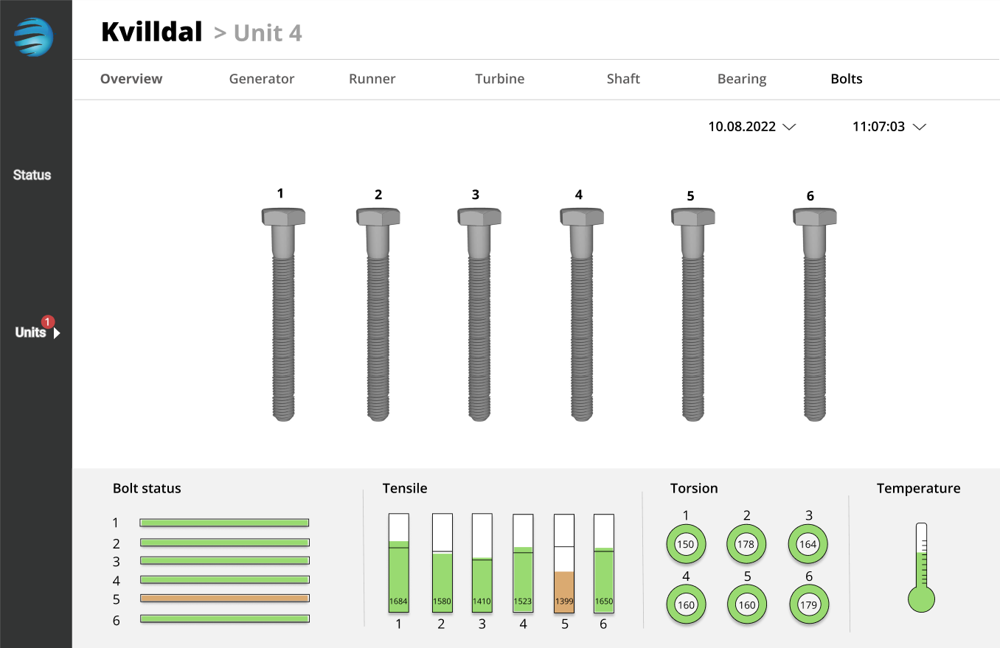 Kvilldal > Unit 4
Overview Generator Runner Turbine Shaft Bearing Bolts
10.08.2022 11:07:03
Status
Units 1
1 2 3 4 5 6
Bolt status
1
2
3
4
5
6
Tensile
1684 1580 1410 1523 1399 1650
1 2 3 4 5 6
Torsion
1 2 3
150 178 164
4 5 6
160 160 179
Temperature